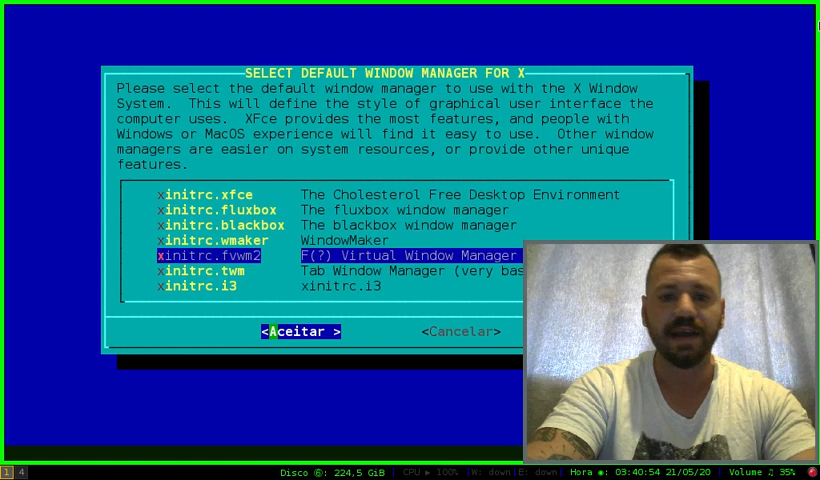 SELECT DEFAULT WINDOW MANAGER FOR X
Please select the default window manager to use with the X Window
System.  This will define the style of graphical user interface the
computer uses.  XFce provides the most features, and people with
Windows or MacOS experience will find it easy to use.  Other window
managers are easier on system resources, or provide other unique
features.
xinitrc.xfce The Cholesterol Free Desktop Environment
xinitrc.fluxbox The fluxbox window manager
xinitrc.blackbox The blackbox window manager
xinitrc.wmaker WindowMaker
xinitrc.fvwm2 F(?) Virtual Window Manager
xinitrc.twm Tab Window Manager (very bas
xinitrc.i3 xinitrc.i3
<Aceitar > <Cancelar>
1 4 Disco ⑥: 224,5 GiB | CPU ▶ 100% |W: down|E: down| Hora ◉: 03:40:54 21/05/20 | Volume ♫ 35%